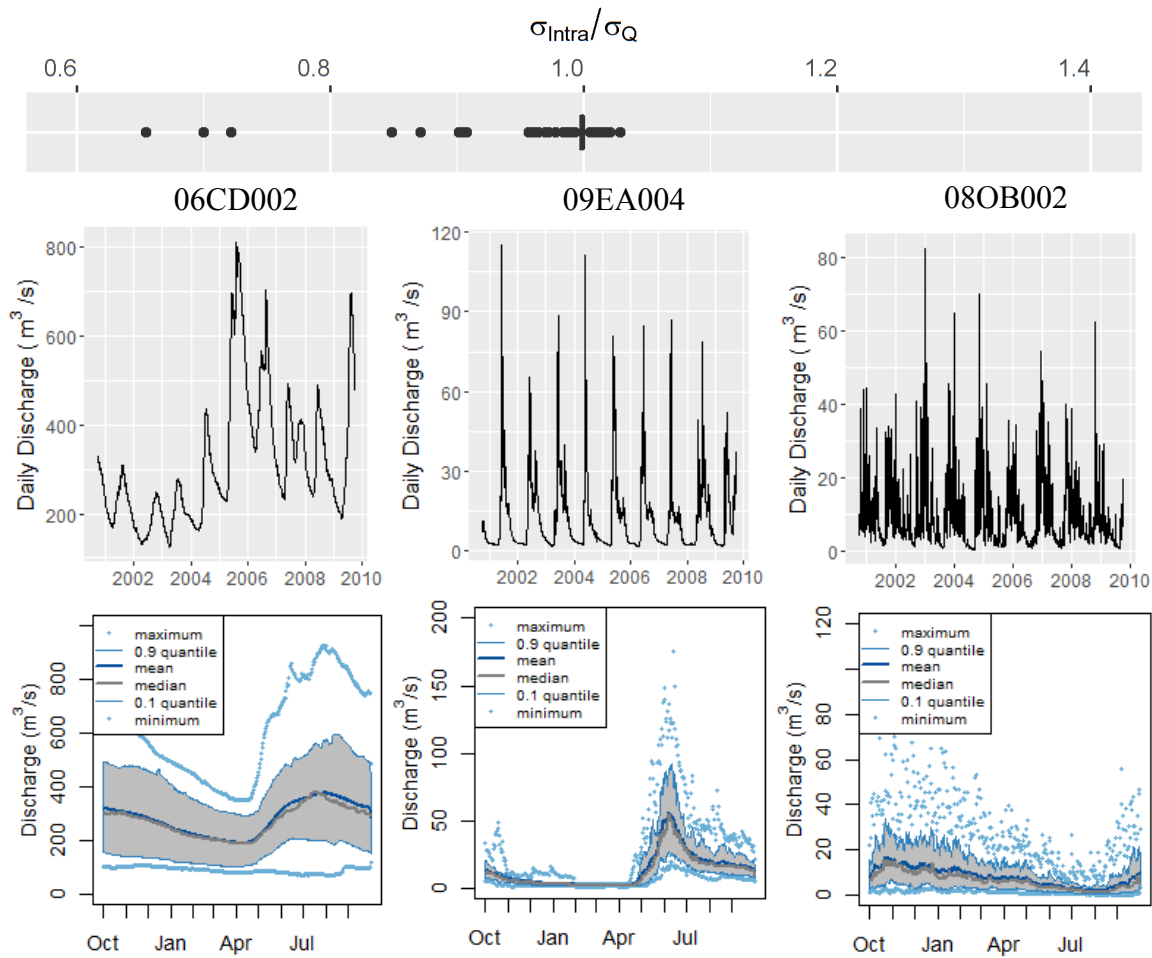 σIntra/σQ
0.6 0.8 1.0 1.2 1.4
06CD002 09EA004 08OB002
Daily Discharge ( m³ /s)
800
600
400
200
2002 2004 2006 2008 2010
Daily Discharge ( m³ /s)
120
90
60
30
0
2002 2004 2006 2008 2010
Daily Discharge ( m³ /s)
80
60
40
20
0
2002 2004 2006 2008 2010
Discharge (m³/s)
800
600
400
200
0
maximum
0.9 quantile
mean
median
0.1 quantile
minimum
Oct Jan Apr Jul
Discharge (m³/s)
200
150
100
50
0
maximum
0.9 quantile
mean
median
0.1 quantile
minimum
Oct Jan Apr Jul
Discharge (m³/s)
120
80
60
40
20
0
maximum
0.9 quantile
mean
median
0.1 quantile
minimum
Oct Jan Apr Jul